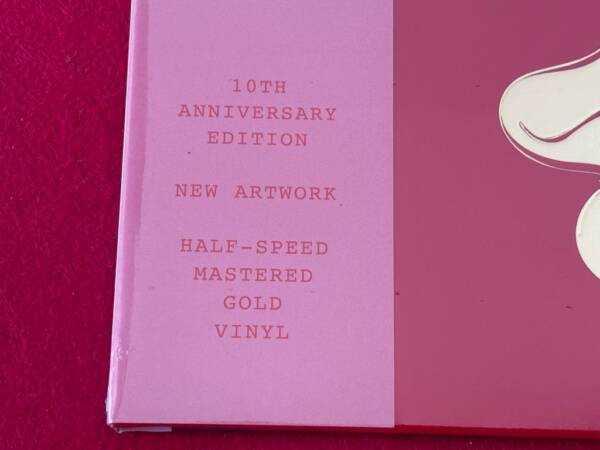 10TH
ANNIVERSARY
EDITION
NEW ARTWORK
HALF-SPEED
MASTERED
GOLD
VINYL